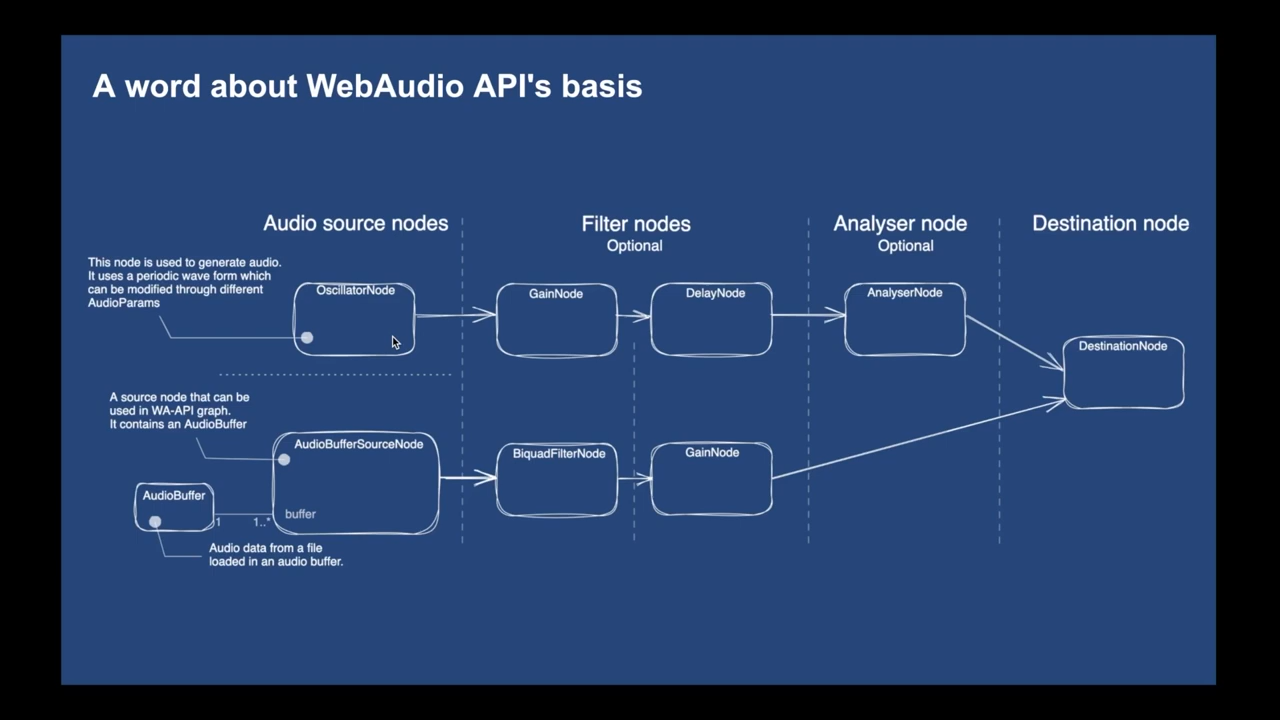 A word about WebAudio API's basis
Audio source nodes
Filter nodes
Optional
Analyser node
Optional
Destination node
This node is used to generate audio.
It uses a periodic wave form which
can be modified through different
AudioParams
OscillatorNode
GainNode
DelayNode
AnalyserNode
DestinationNode
A source node that can be
used in WA-API graph.
It contains an AudioBuffer
AudioBufferSourceNode
BiquadFilterNode
GainNode
AudioBuffer
1
1..*
buffer
Audio data from a file
loaded in an audio buffer.